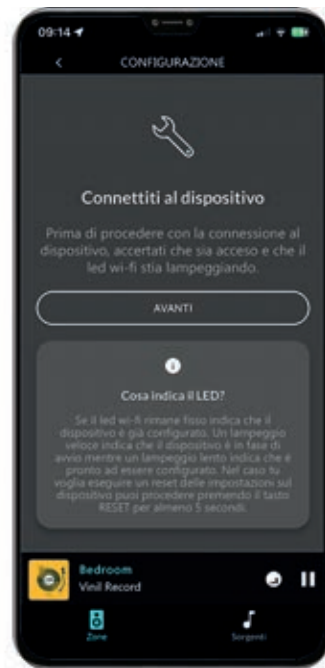 09:14
CONFIGURAZIONE
Connettiti al dispositivo
Prima di procedere con la connessione al
dispositivo, accertati che sia acceso e che il
led wi-fi stia lampeggiando.
AVANTI
Cosa indica il LED?
Se il led wi-fi rimane fisso indica che il
dispositivo è già configurato. Un lampeggio
veloce indica che il dispositivo è in fase di
avvio mentre un lampeggio lento indica che è
pronto ad essere configurato. Nel caso tu
voglia eseguire un reset delle impostazioni sul
dispositivo puoi procedere premendo il tasto
RESET per almeno 5 secondi.
Bedroom
Vinil Record
Zone
Sorgenti